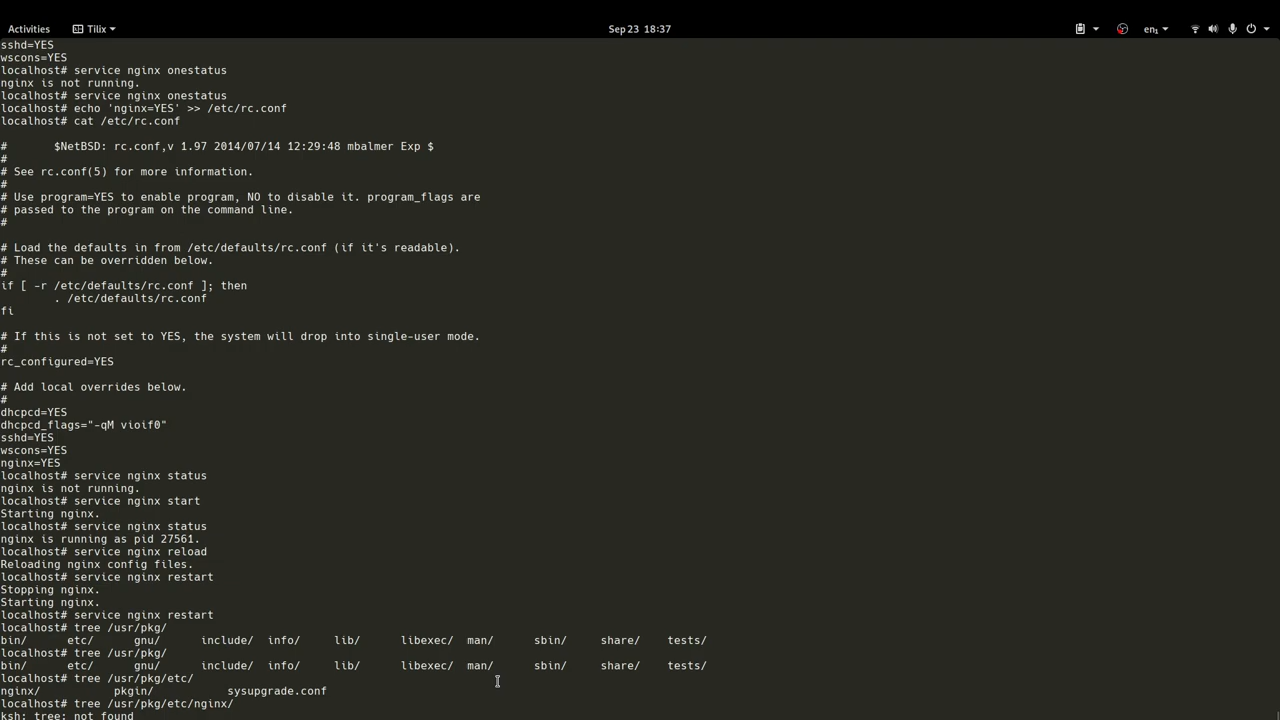 Activities Tilix Sep 23 18:37 en₁
sshd=YES
wscons=YES
localhost# service nginx onestatus
nginx is not running.
localhost# service nginx onestatus
localhost# echo 'nginx=YES' >> /etc/rc.conf
localhost# cat /etc/rc.conf
#       $NetBSD: rc.conf,v 1.97 2014/07/14 12:29:48 mbalmer Exp $
#
# See rc.conf(5) for more information.
#
# Use program=YES to enable program, NO to disable it. program_flags are
# passed to the program on the command line.
#
# Load the defaults in from /etc/defaults/rc.conf (if it's readable).
# These can be overridden below.
#
if [ -r /etc/defaults/rc.conf ]; then
        . /etc/defaults/rc.conf
fi
# If this is not set to YES, the system will drop into single-user mode.
#
rc_configured=YES
# Add local overrides below.
#
dhcpcd=YES
dhcpcd_flags="-qM vioif0"
sshd=YES
wscons=YES
nginx=YES
localhost# service nginx status
nginx is not running.
localhost# service nginx start
Starting nginx.
localhost# service nginx status
nginx is running as pid 27561.
localhost# service nginx reload
Reloading nginx config files.
localhost# service nginx restart
Stopping nginx.
Starting nginx.
localhost# service nginx restart
localhost# tree /usr/pkg/
bin/      etc/      gnu/      include/  info/     lib/      libexec/  man/      sbin/     share/    tests/
localhost# tree /usr/pkg/
bin/      etc/      gnu/      include/  info/     lib/      libexec/  man/      sbin/     share/    tests/
localhost# tree /usr/pkg/etc/
nginx/           pkgin/           sysupgrade.conf
localhost# tree /usr/pkg/etc/nginx/
ksh: tree: not found